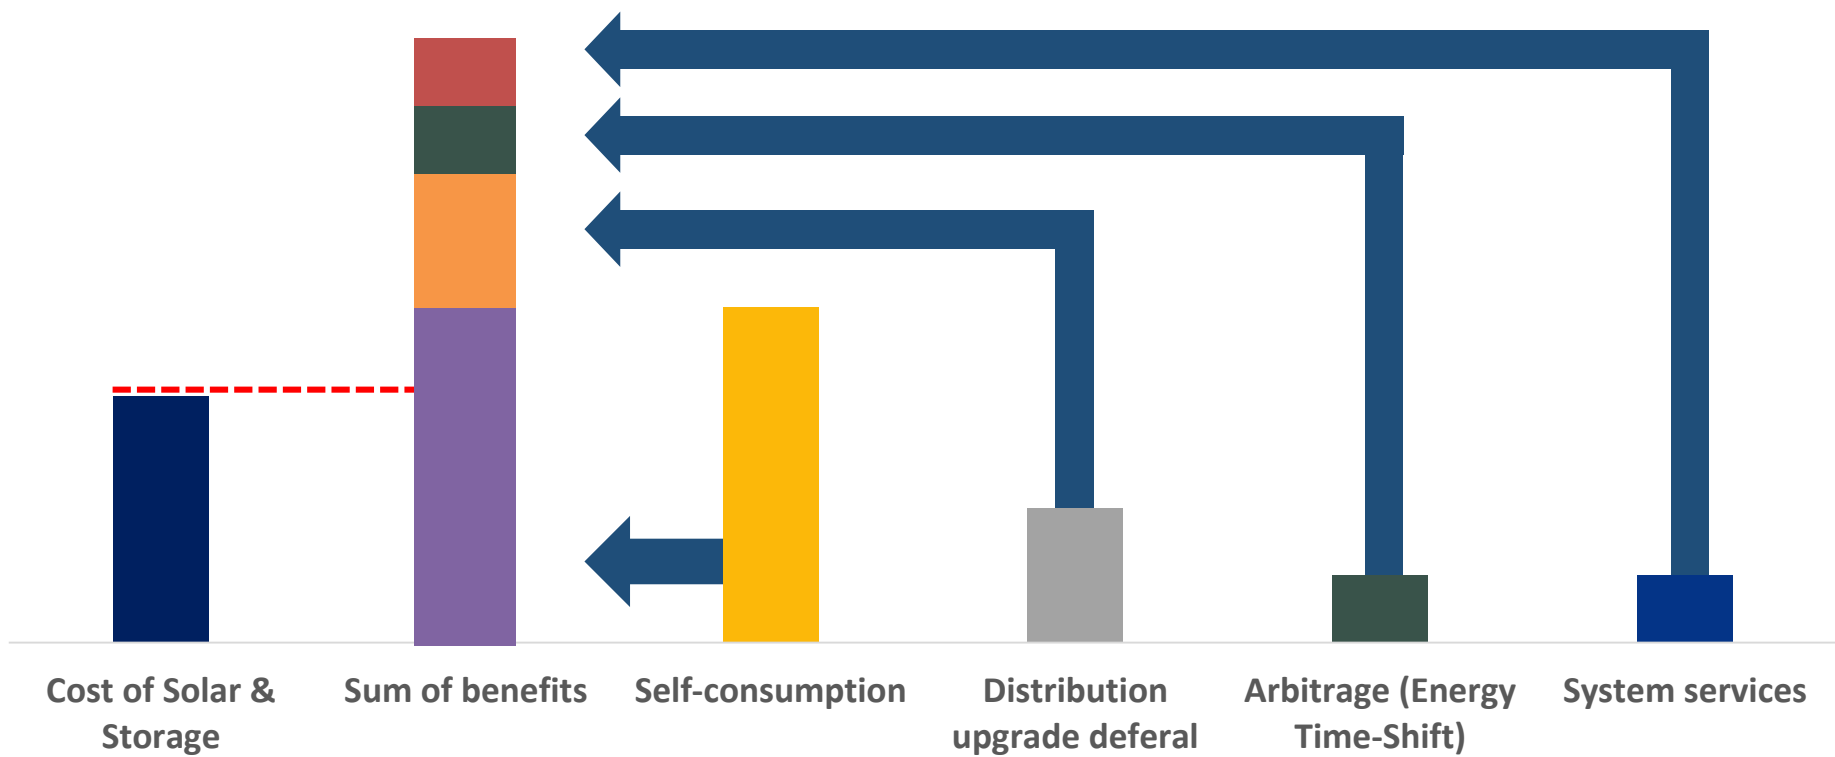 Cost of Solar &
Storage
Sum of benefits
Self-consumption
Distribution
upgrade deferal
Arbitrage (Energy
Time-Shift)
System services